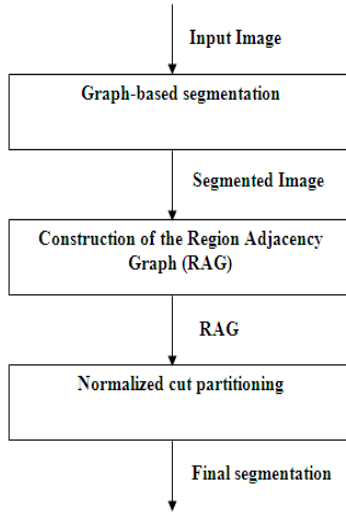 Input Image
Graph-based segmentation
Segmented Image
Construction of the Region Adjacency
Graph (RAG)
RAG
Normalized cut partitioning
Final segmentation